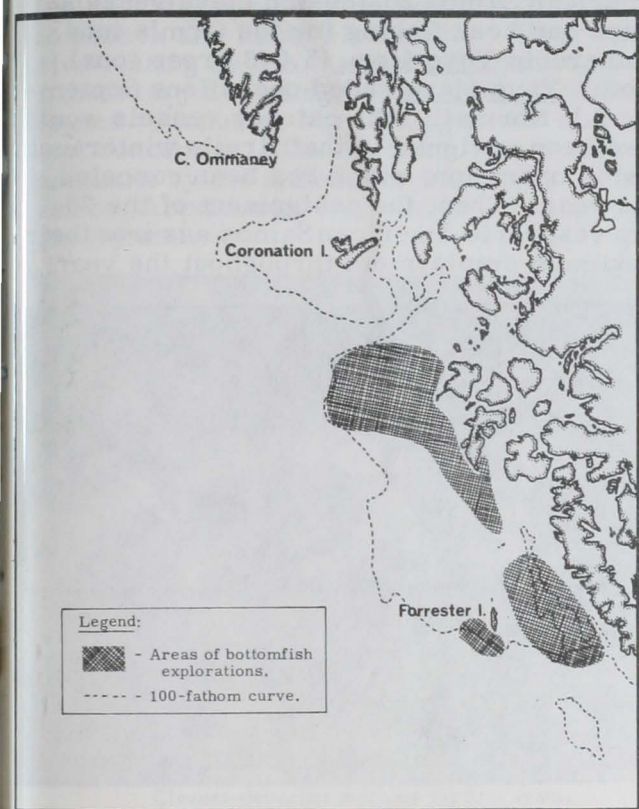 C. Ommaney
Coronation I.
Forrester I.
Legend:
- Areas of bottomfish
explorations.
- 100-fathom curve.